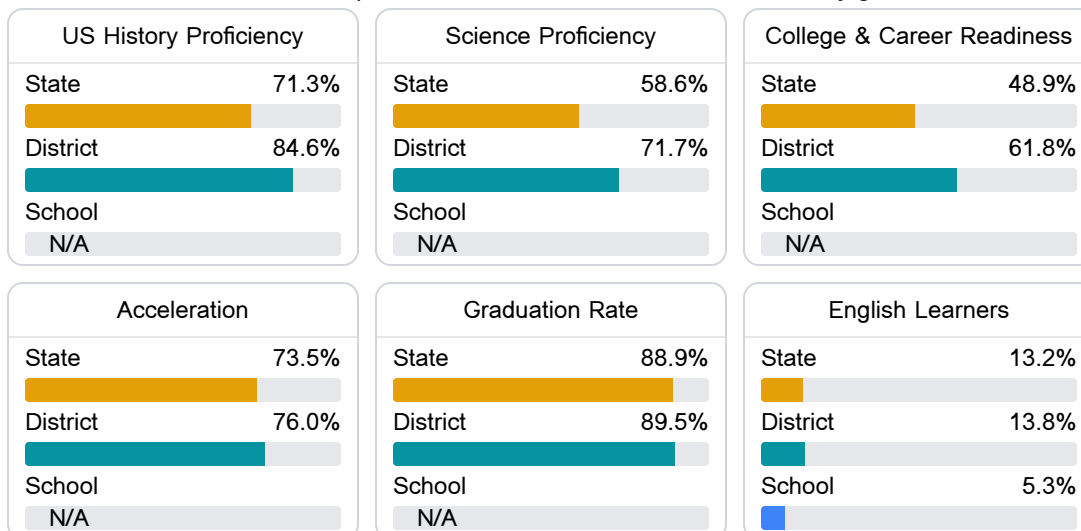 US History Proficiency
State 71.3%
District 84.6%
School
N/A
Science Proficiency
State 58.6%
District 71.7%
School
N/A
College & Career Readiness
State 48.9%
District 61.8%
School
N/A
Acceleration
State 73.5%
District 76.0%
School
N/A
Graduation Rate
State 88.9%
District 89.5%
School
N/A
English Learners
State 13.2%
District 13.8%
School 5.3%